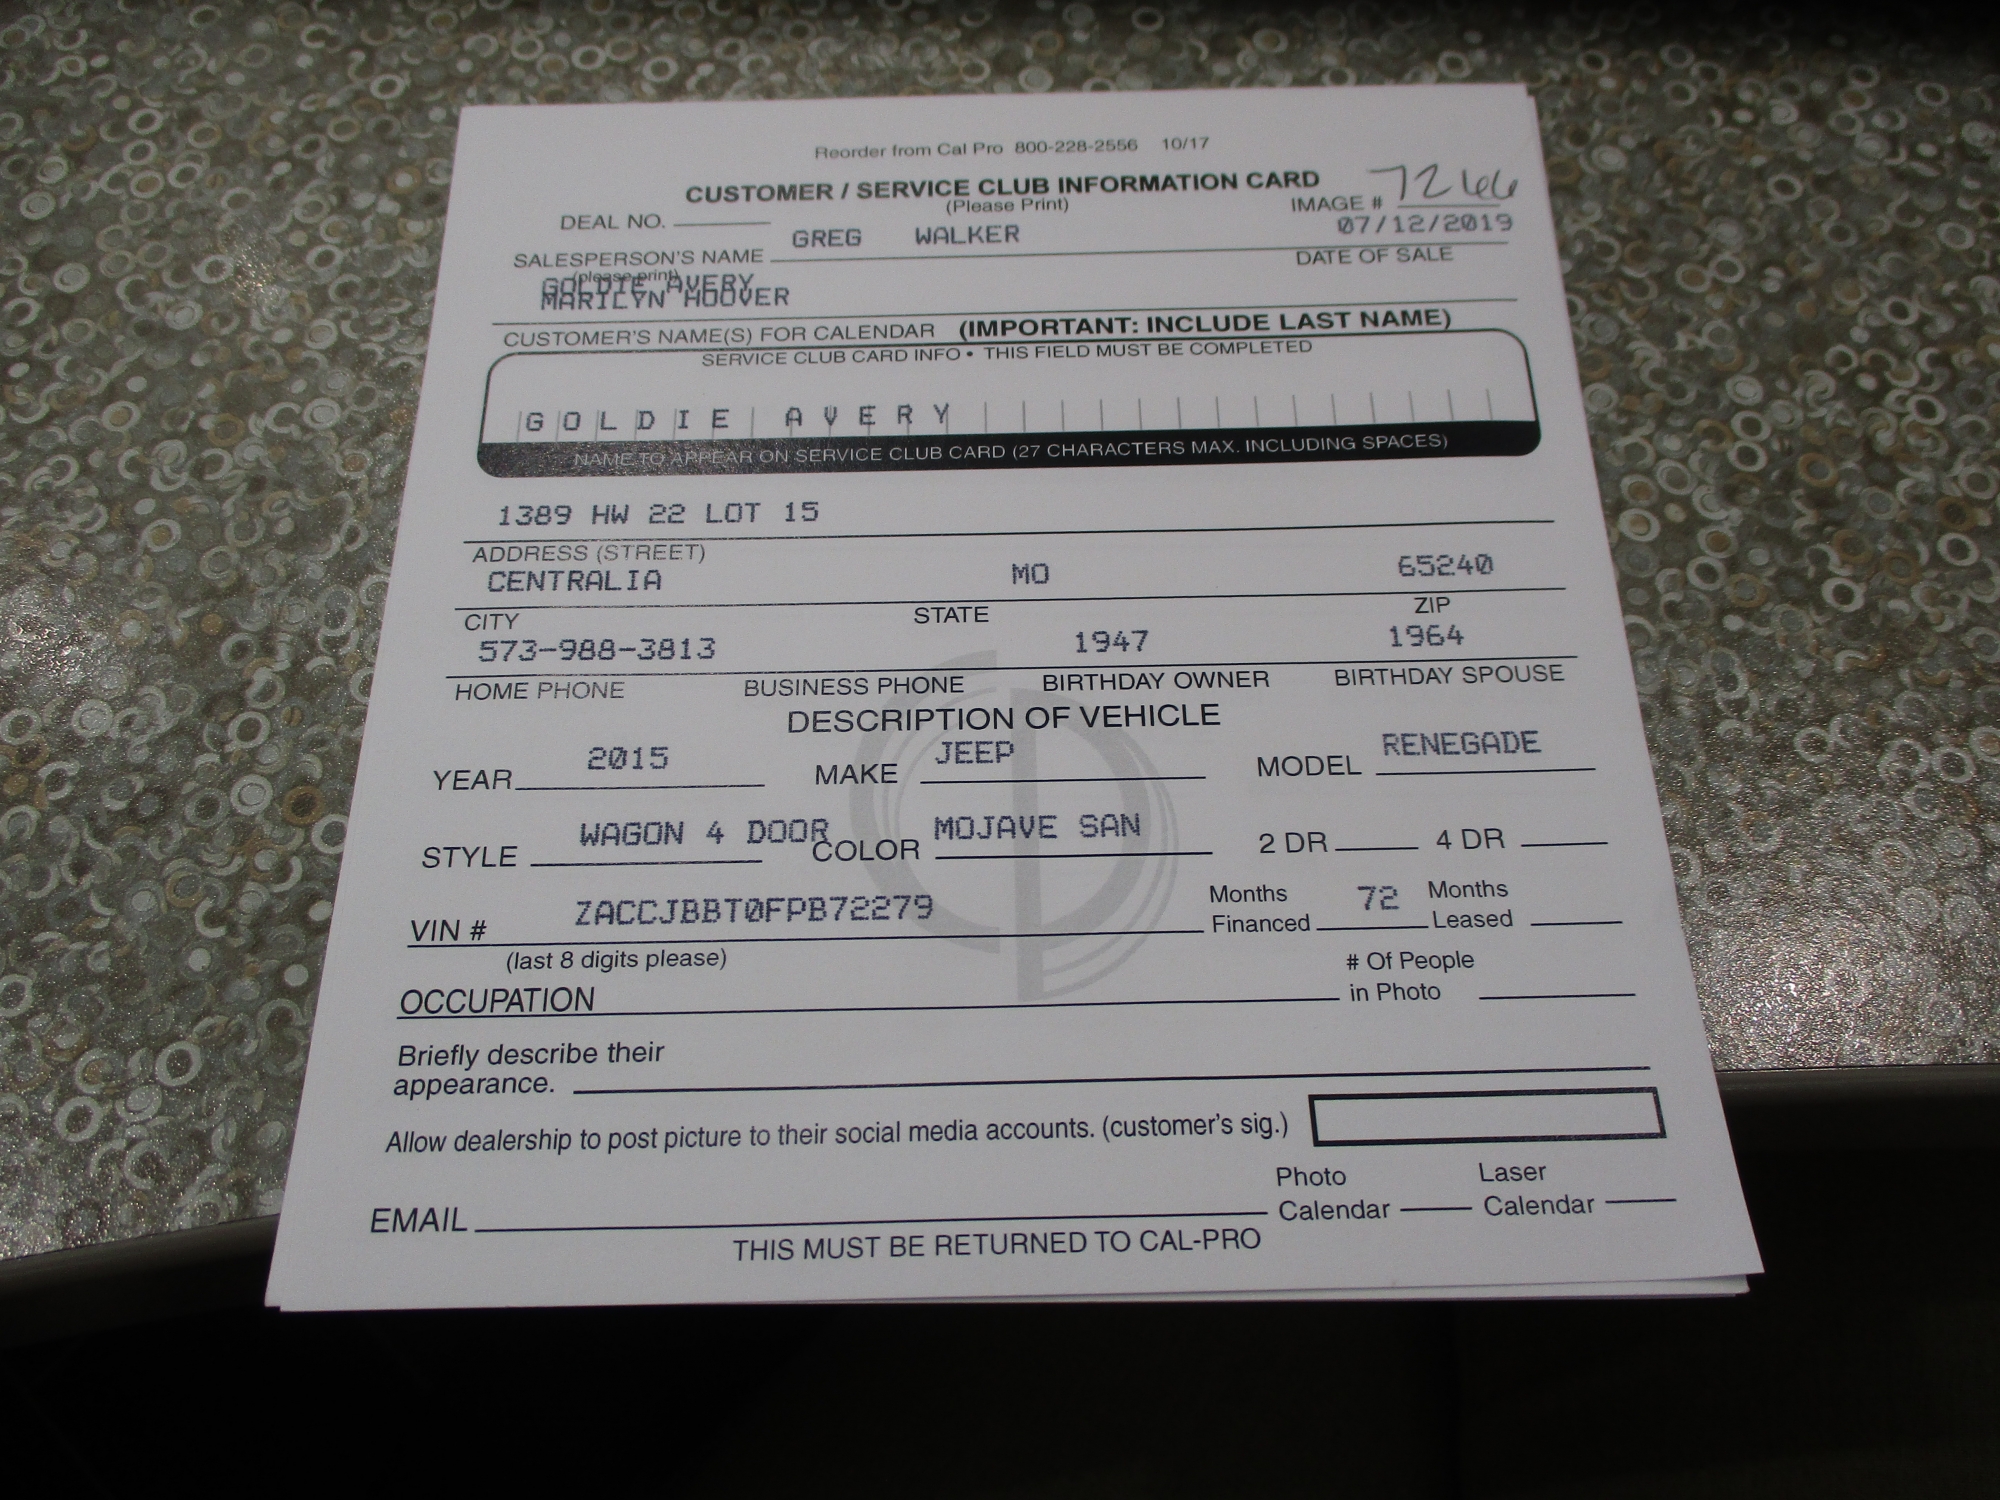 Reorder from Cal Pro 800-228-2556 10/17
CUSTOMER / SERVICE CLUB INFORMATION CARD
(Please Print)
IMAGE # 7266
DEAL NO.
GREG WALKER
07/12/2019
SALESPERSON'S NAME
DATE OF SALE
(please print)
GOLDIE AVERY
MARILYN HOOVER
CUSTOMER'S NAME(S) FOR CALENDAR (IMPORTANT: INCLUDE LAST NAME)
SERVICE CLUB CARD INFO • THIS FIELD MUST BE COMPLETED
GOLDIE AVERY
NAME TO APPEAR ON SERVICE CLUB CARD (27 CHARACTERS MAX. INCLUDING SPACES)
1389 HW 22 LOT 15
ADDRESS (STREET)
CENTRALIA MO 65240
CITY STATE ZIP
573-988-3813 1947 1964
HOME PHONE BUSINESS PHONE BIRTHDAY OWNER BIRTHDAY SPOUSE
DESCRIPTION OF VEHICLE
YEAR 2015 MAKE JEEP MODEL RENEGADE
STYLE WAGON 4 DOOR COLOR MOJAVE SAN 2 DR 4 DR
VIN # ZACCJBBT0FPB72279 Months Financed 72 Months Leased
(last 8 digits please)
OCCUPATION # Of People in Photo
Briefly describe their
appearance.
Allow dealership to post picture to their social media accounts. (customer's sig.)
EMAIL Photo Calendar Laser Calendar
THIS MUST BE RETURNED TO CAL-PRO